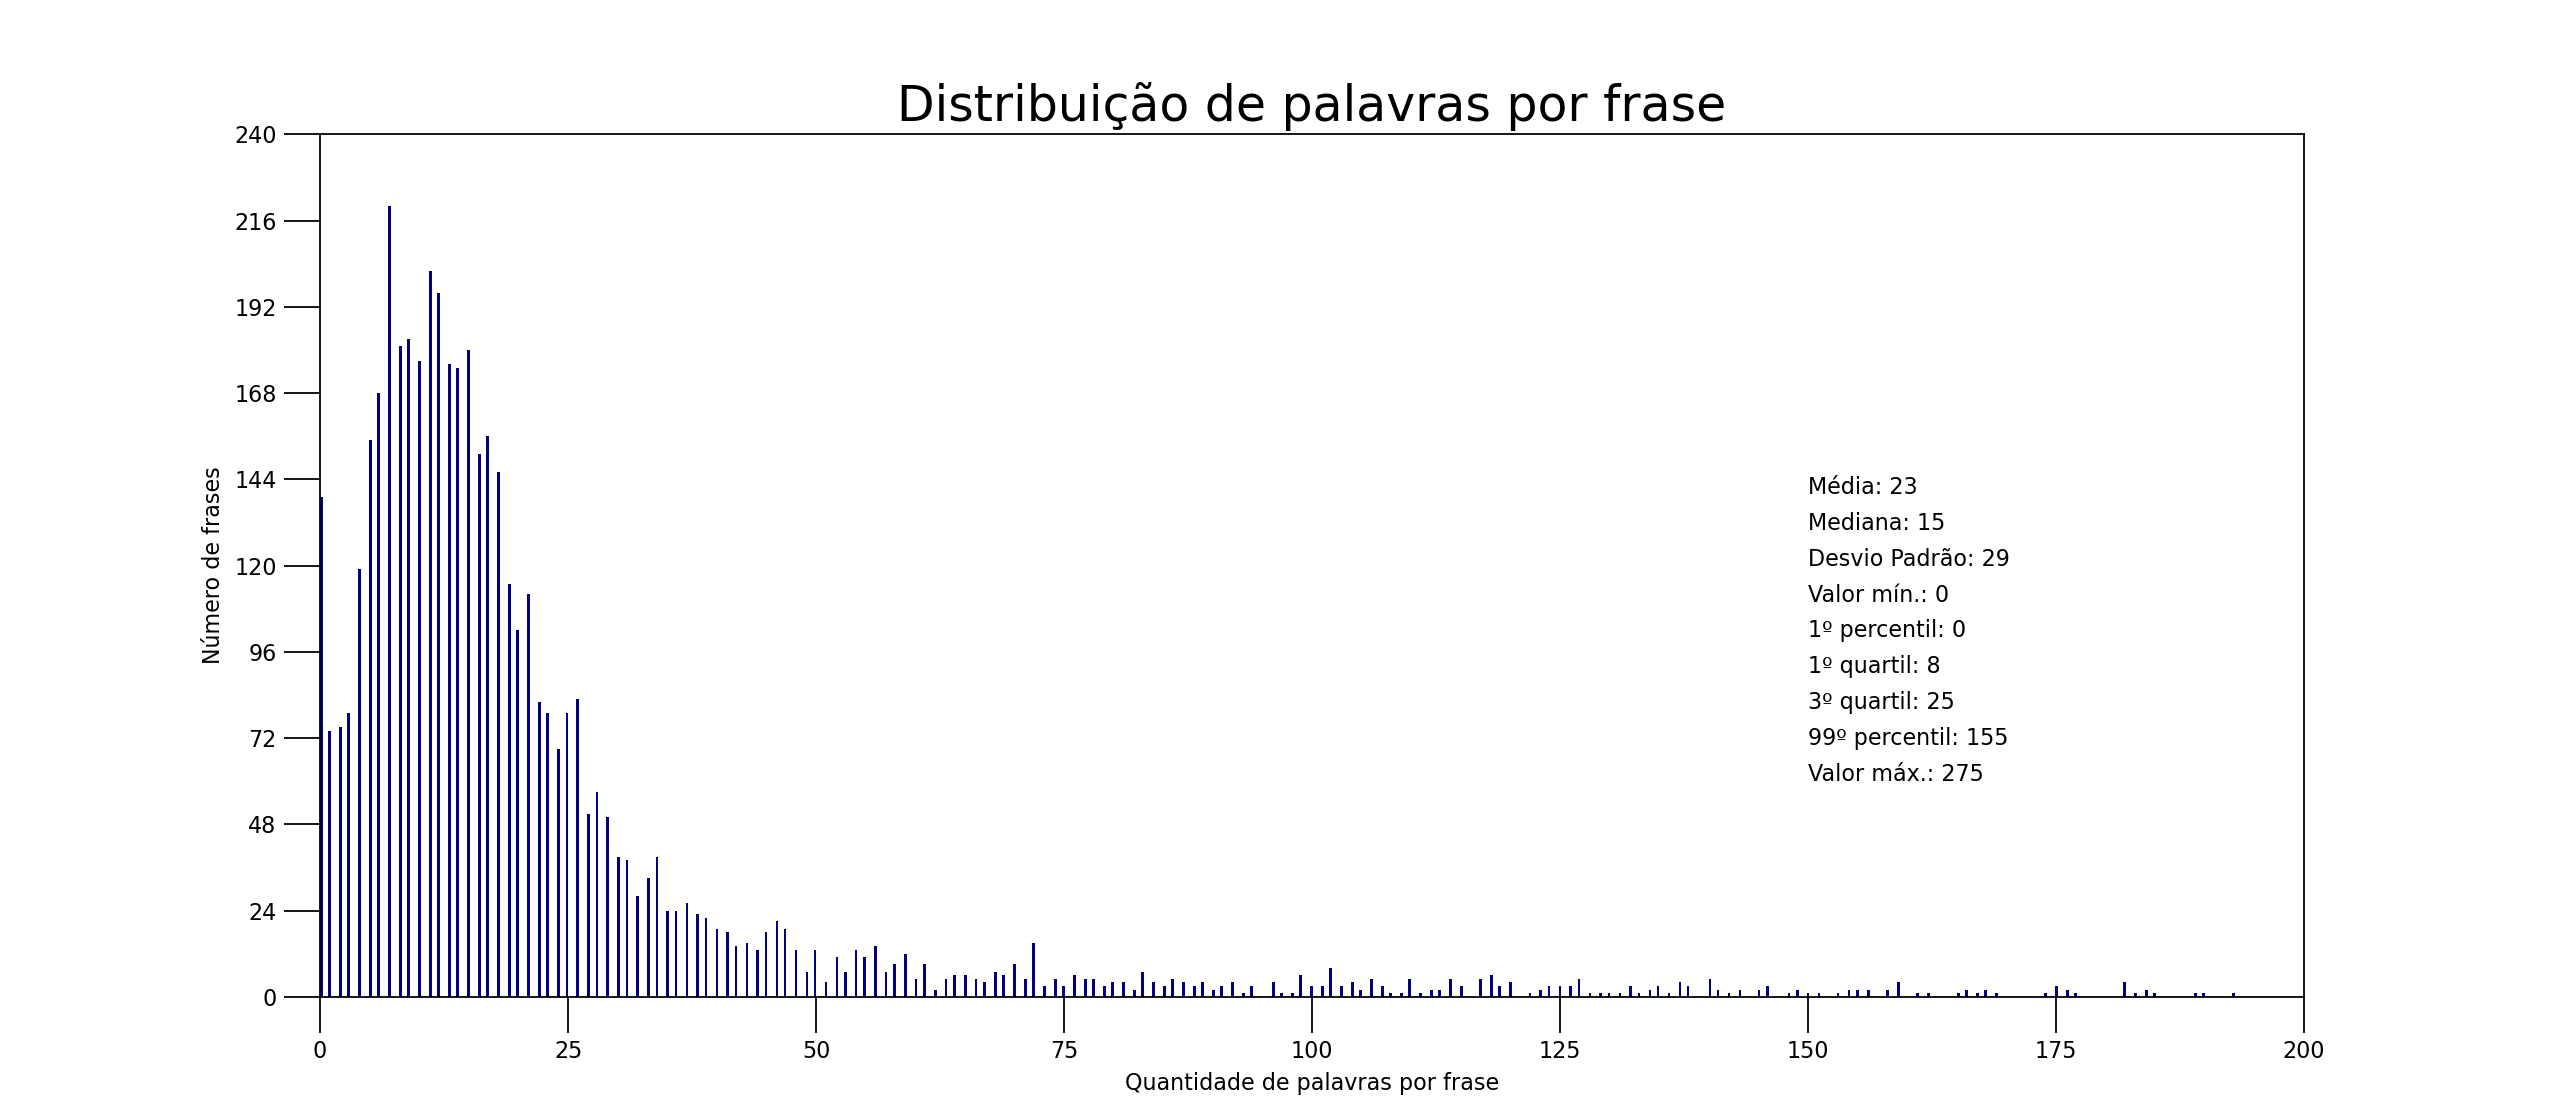 Distribuição de palavras por frase
240
216
192
168
144
120
96
72
48
24
0
Número de frases
Média: 23
Mediana: 15
Desvio Padrão: 29
Valor mín.: 0
1º percentil: 0
1º quartil: 8
3º quartil: 25
99º percentil: 155
Valor máx.: 275
0 25 50 75 100 125 150 175 200
Quantidade de palavras por frase